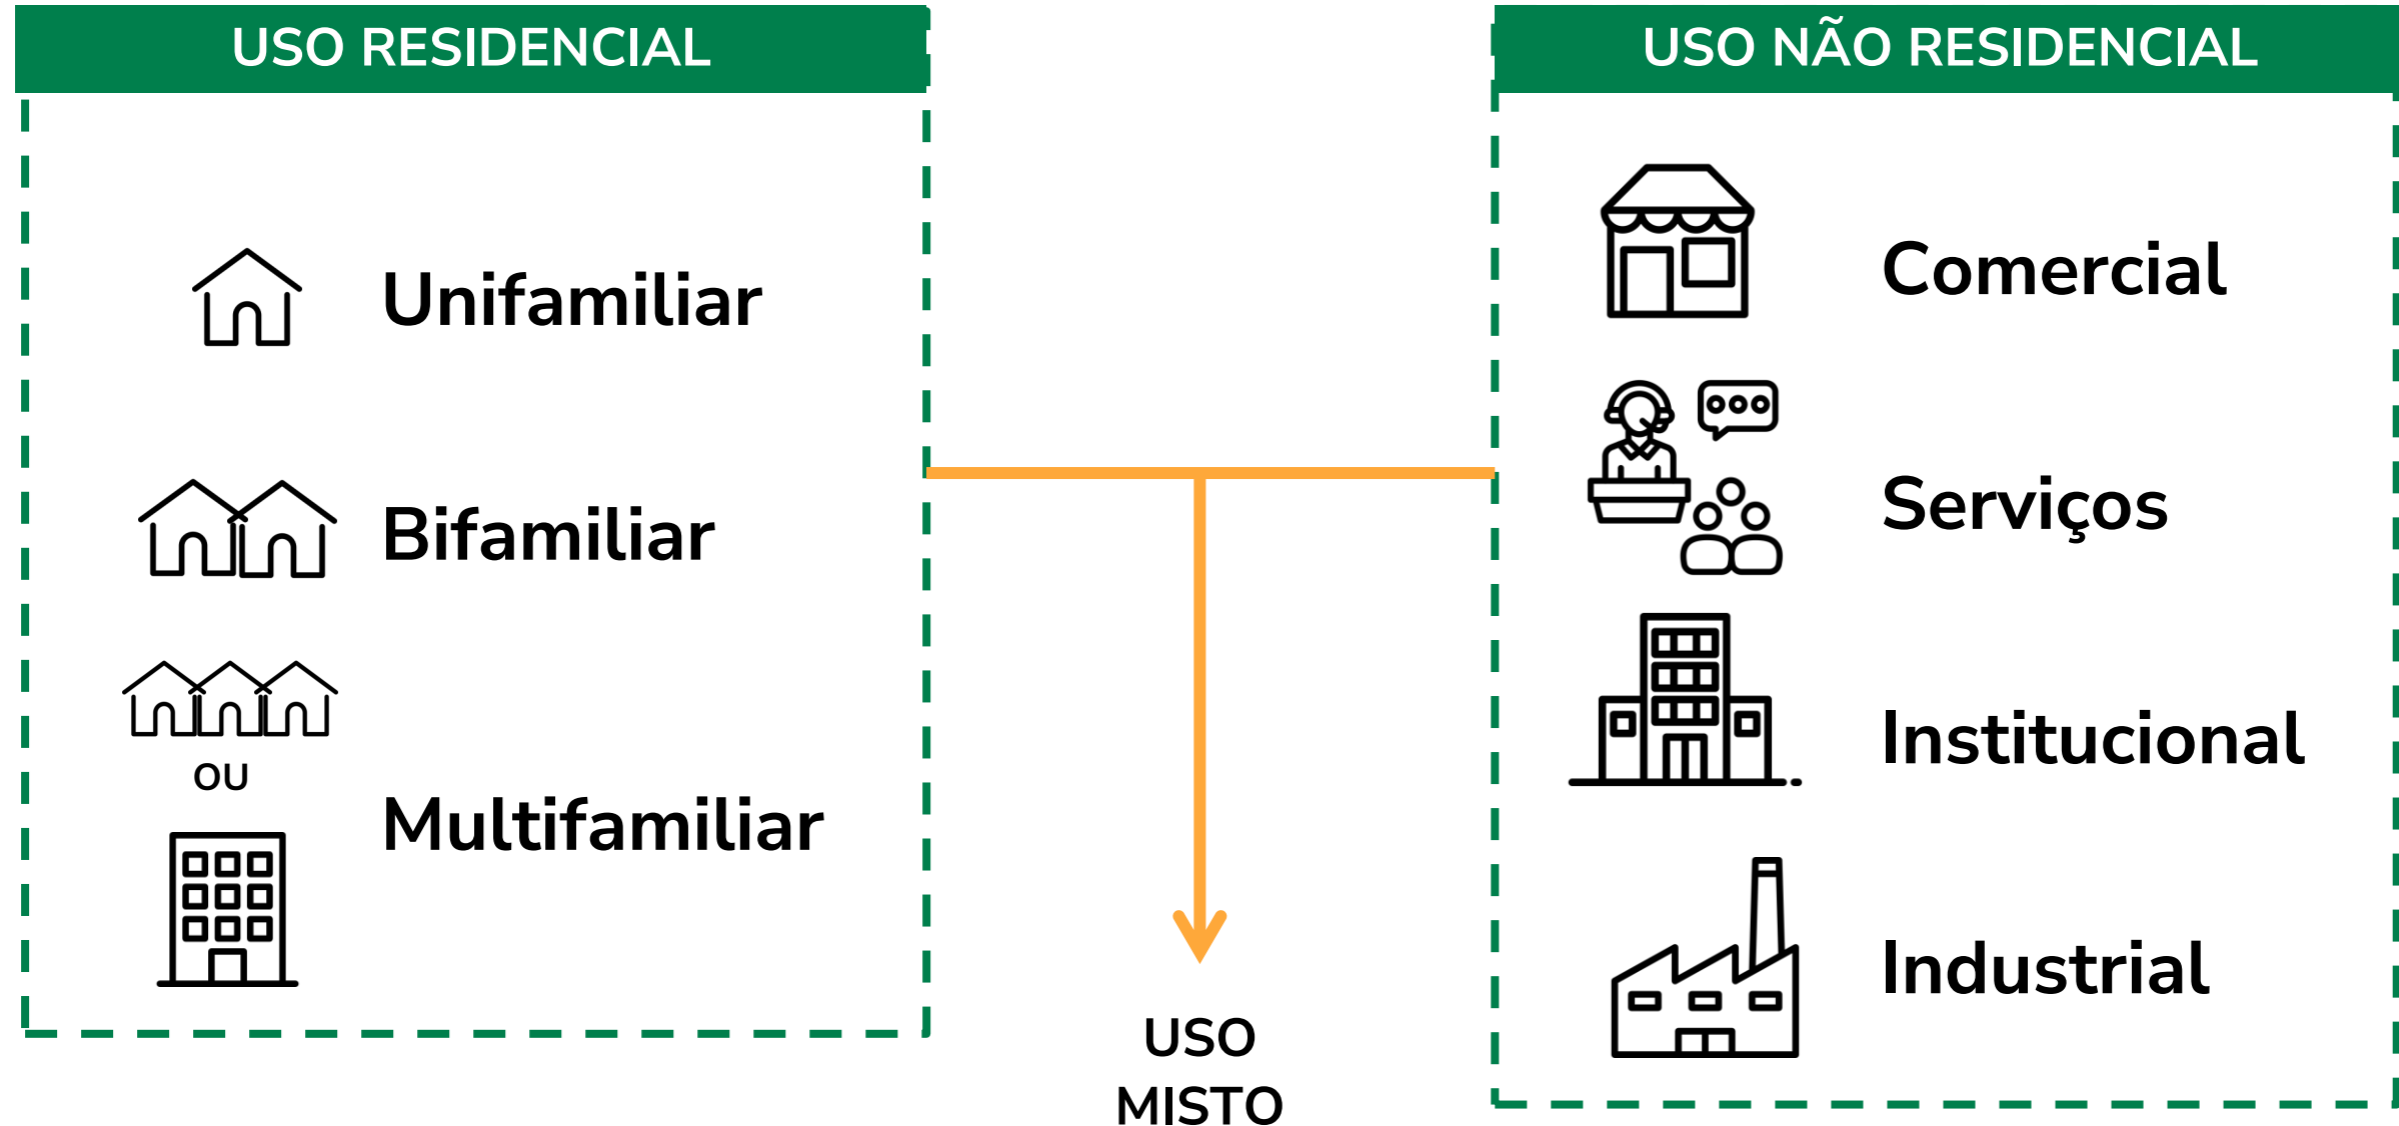 USO RESIDENCIAL
Unifamiliar
Bifamiliar
OU
Multifamiliar
USO
MISTO
USO NÃO RESIDENCIAL
Comercial
Serviços
Institucional
Industrial